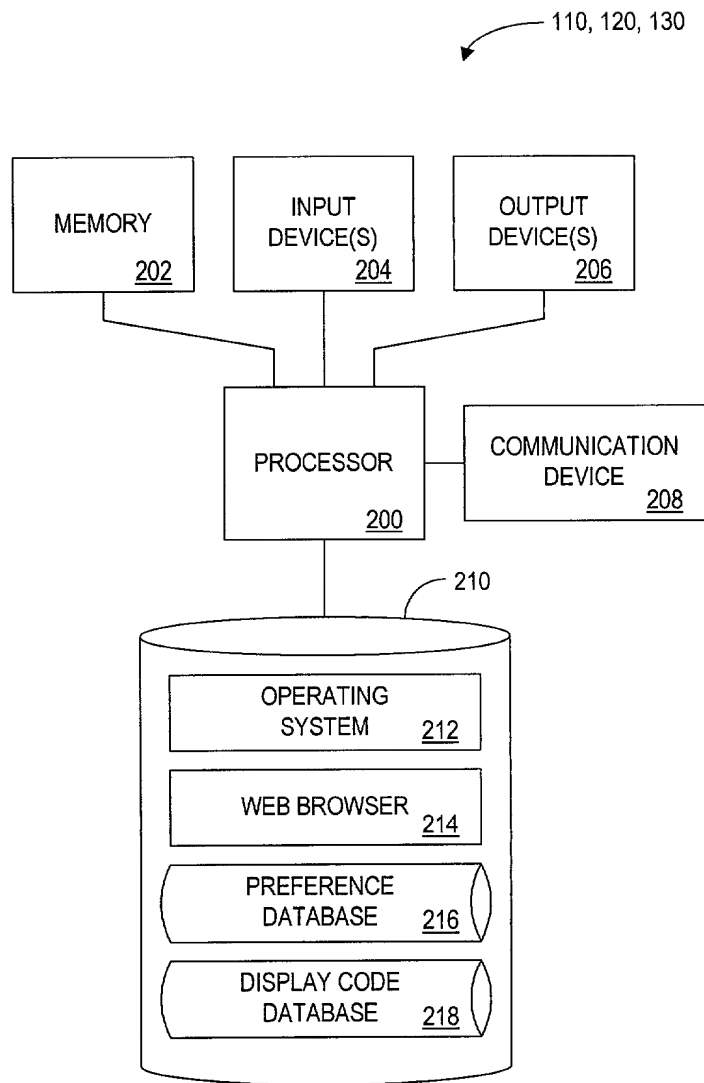 110, 120, 130
MEMORY
202
INPUT
DEVICE(S)
204
OUTPUT
DEVICE(S)
206
PROCESSOR
200
COMMUNICATION
DEVICE
208
210
OPERATING
SYSTEM
212
WEB BROWSER
214
PREFERENCE
DATABASE
216
DISPLAY CODE
DATABASE
218